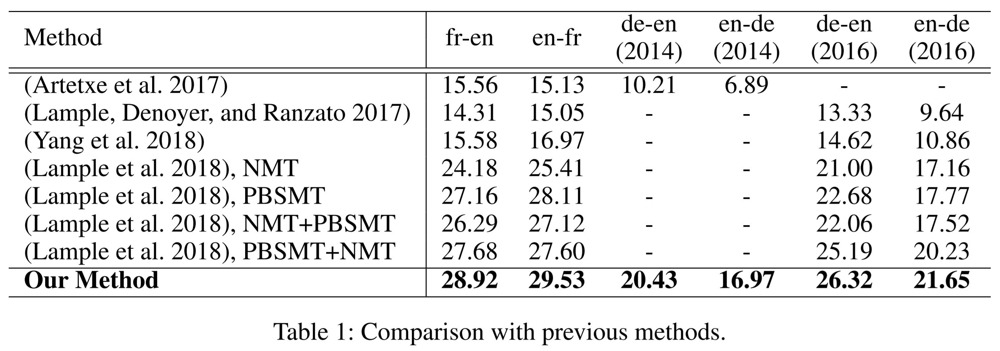 Method fr-en en-fr de-en (2014) en-de (2014) de-en (2016) en-de (2016)
(Artetxe et al. 2017) 15.56 15.13 10.21 6.89 - -
(Lample, Denoyer, and Ranzato 2017) 14.31 15.05 - - 13.33 9.64
(Yang et al. 2018) 15.58 16.97 - - 14.62 10.86
(Lample et al. 2018), NMT 24.18 25.41 - - 21.00 17.16
(Lample et al. 2018), PBSMT 27.16 28.11 - - 22.68 17.77
(Lample et al. 2018), NMT+PBSMT 26.29 27.12 - - 22.06 17.52
(Lample et al. 2018), PBSMT+NMT 27.68 27.60 - - 25.19 20.23
Our Method 28.92 29.53 20.43 16.97 26.32 21.65
Table 1: Comparison with previous methods.